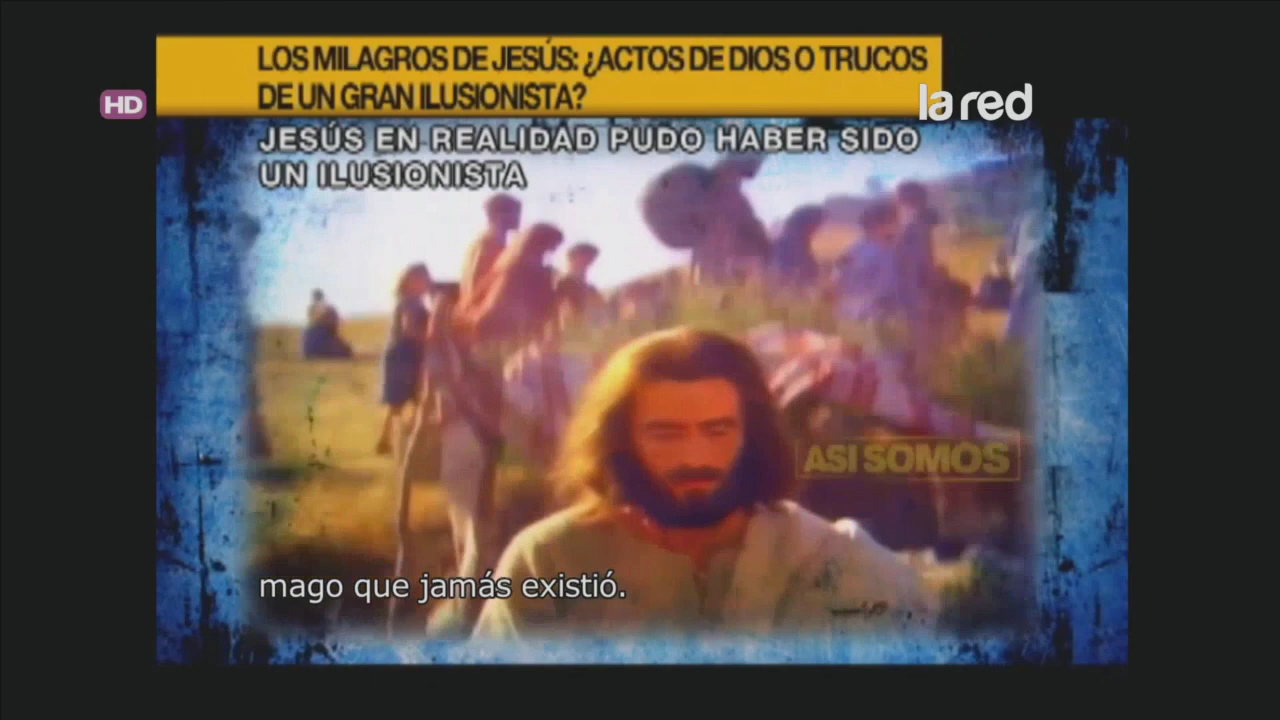 LOS MILAGROS DE JESÚS: ¿ACTOS DE DIOS O TRUCOS
DE UN GRAN ILUSIONISTA?
HD
la red
JESÚS EN REALIDAD PUDO HABER SIDO
UN ILUSIONISTA
ASI SOMOS
mago que jamás existió.